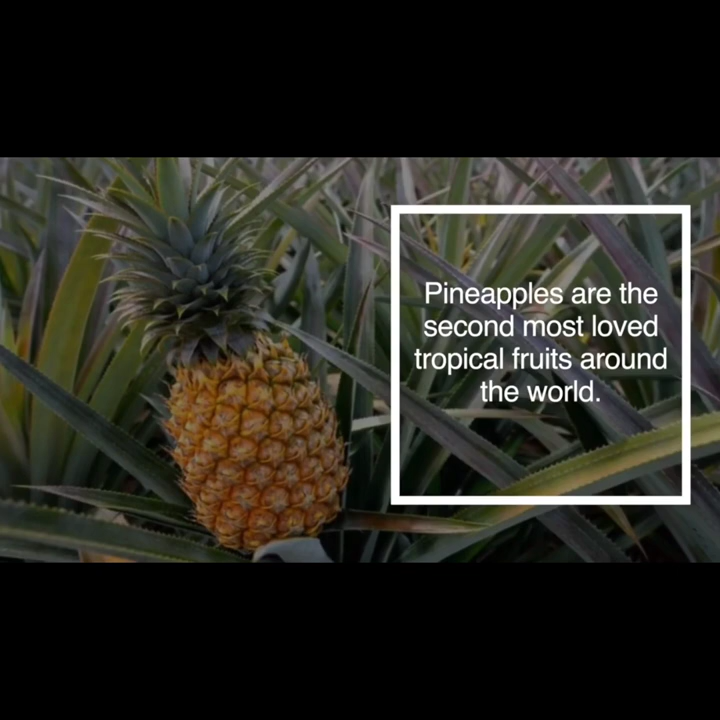 Pineapples are the
second most loved
tropical fruits around
the world.